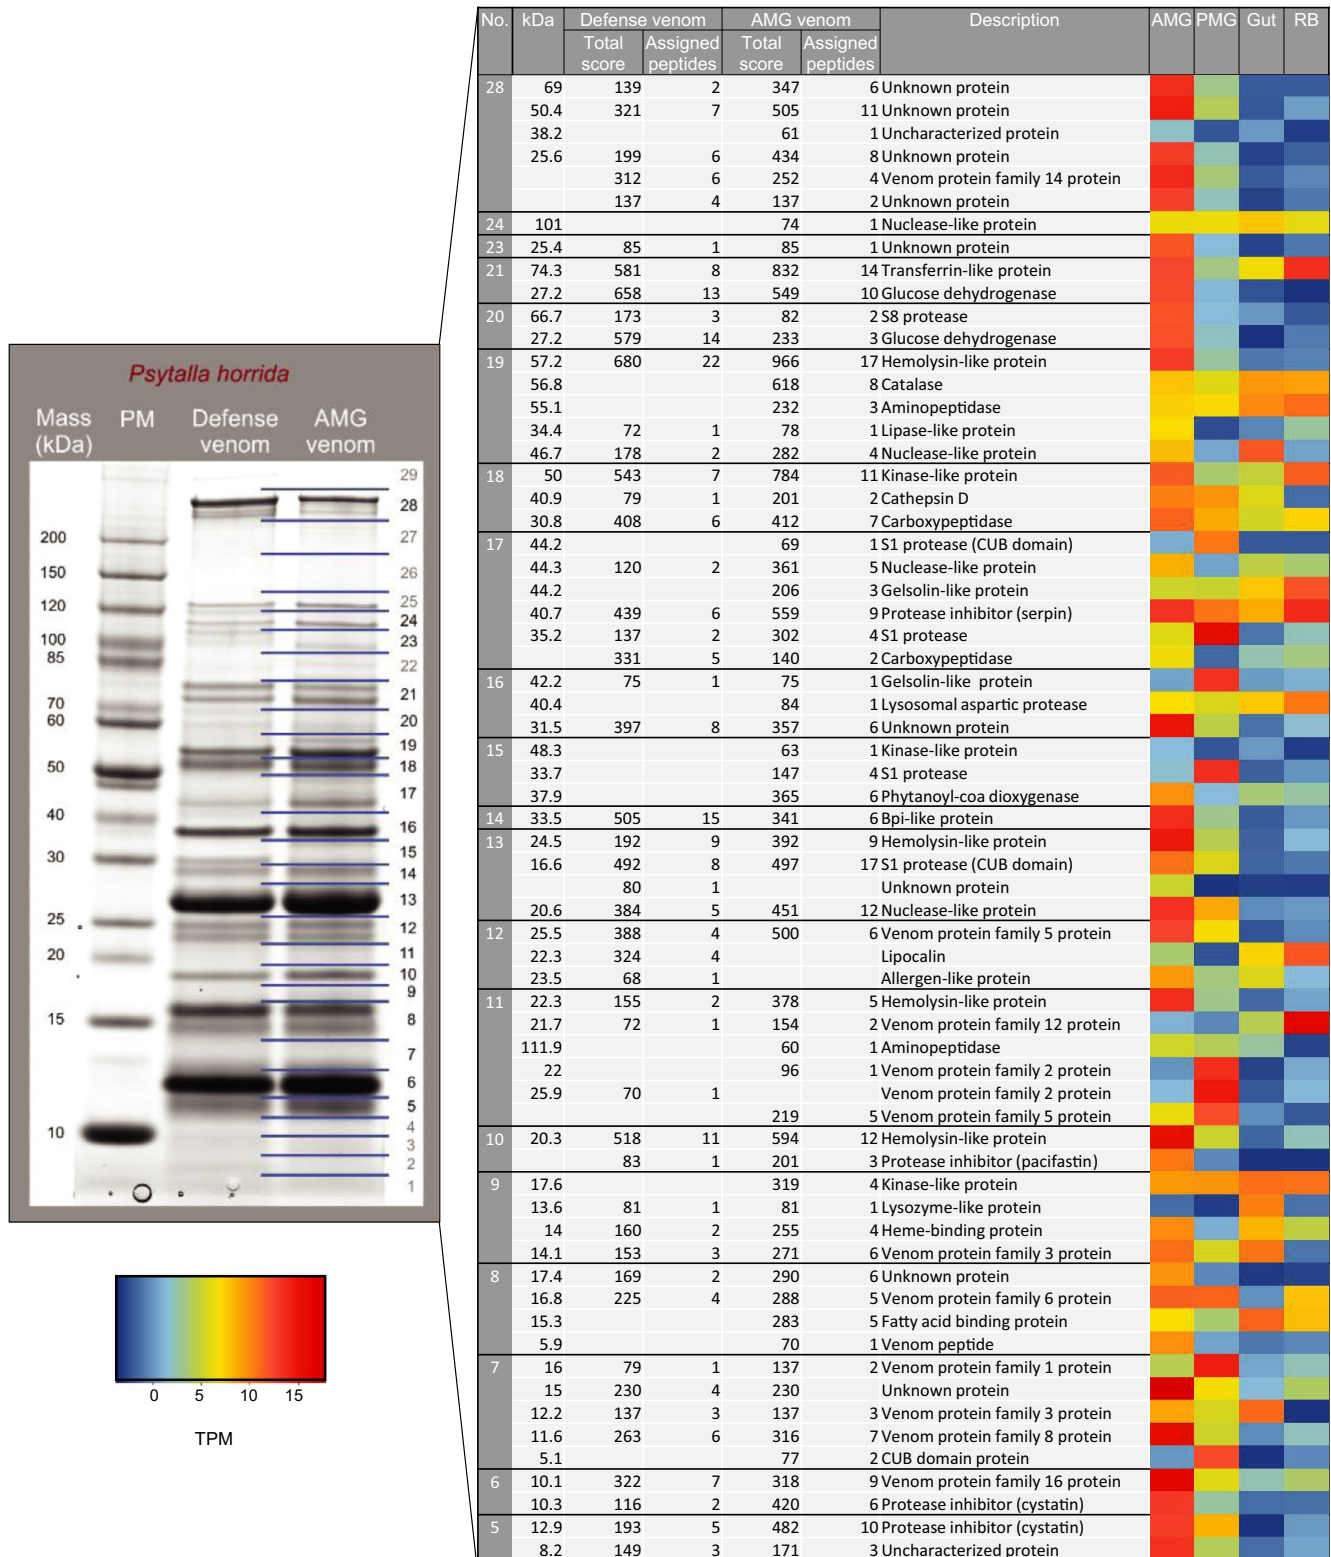 Psytalla horrida
Mass (kDa) PM Defense venom AMG venom
29
28
200 27
150 26
120 25
24
100 23
85 22
70 21
60 20
19
50 18
17
40 16
15
30 14
13
25 12
20 11
10
9
15 8
7
6
5
10 4
3
2
1
0 5 10 15
TPM
No. kDa Defense venom AMG venom Description AMG PMG Gut RB
Total score Assigned peptides Total score Assigned peptides
28 69 139 2 347 6 Unknown protein
50.4 321 7 505 11 Unknown protein
38.2 61 1 Uncharacterized protein
25.6 199 6 434 8 Unknown protein
312 6 252 4 Venom protein family 14 protein
137 4 137 2 Unknown protein
24 101 74 1 Nuclease-like protein
23 25.4 85 1 85 1 Unknown protein
21 74.3 581 8 832 14 Transferrin-like protein
27.2 658 13 549 10 Glucose dehydrogenase
20 66.7 173 3 82 2 S8 protease
27.2 579 14 233 3 Glucose dehydrogenase
19 57.2 680 22 966 17 Hemolysin-like protein
56.8 618 8 Catalase
55.1 232 3 Aminopeptidase
34.4 72 1 78 1 Lipase-like protein
46.7 178 2 282 4 Nuclease-like protein
18 50 543 7 784 11 Kinase-like protein
40.9 79 1 201 2 Cathepsin D
30.8 408 6 412 7 Carboxypeptidase
17 44.2 69 1 S1 protease (CUB domain)
44.3 120 2 361 5 Nuclease-like protein
44.2 206 3 Gelsolin-like protein
40.7 439 6 559 9 Protease inhibitor (serpin)
35.2 137 2 302 4 S1 protease
331 5 140 2 Carboxypeptidase
16 42.2 75 1 75 1 Gelsolin-like protein
40.4 84 1 Lysosomal aspartic protease
31.5 397 8 357 6 Unknown protein
15 48.3 63 1 Kinase-like protein
33.7 147 4 S1 protease
37.9 365 6 Phytanoyl-coa dioxygenase
14 33.5 505 15 341 6 Bpi-like protein
13 24.5 192 9 392 9 Hemolysin-like protein
16.6 492 8 497 17 S1 protease (CUB domain)
80 1 Unknown protein
20.6 384 5 451 12 Nuclease-like protein
12 25.5 388 4 500 6 Venom protein family 5 protein
22.3 324 4 Lipocalin
23.5 68 1 Allergen-like protein
11 22.3 155 2 378 5 Hemolysin-like protein
21.7 72 1 154 2 Venom protein family 12 protein
111.9 60 1 Aminopeptidase
22 96 1 Venom protein family 2 protein
25.9 70 1 Venom protein family 2 protein
219 5 Venom protein family 5 protein
10 20.3 518 11 594 12 Hemolysin-like protein
83 1 201 3 Protease inhibitor (pacifastin)
9 17.6 319 4 Kinase-like protein
13.6 81 1 81 1 Lysozyme-like protein
14 160 2 255 4 Heme-binding protein
14.1 153 3 271 6 Venom protein family 3 protein
8 17.4 169 2 290 6 Unknown protein
16.8 225 4 288 5 Venom protein family 6 protein
15.3 283 5 Fatty acid binding protein
5.9 70 1 Venom peptide
7 16 79 1 137 2 Venom protein family 1 protein
15 230 4 230 Unknown protein
12.2 137 3 137 3 Venom protein family 3 protein
11.6 263 6 316 7 Venom protein family 8 protein
5.1 77 2 CUB domain protein
6 10.1 322 7 318 9 Venom protein family 16 protein
10.3 116 2 420 6 Protease inhibitor (cystatin)
5 12.9 193 5 482 10 Protease inhibitor (cystatin)
8.2 149 3 171 3 Uncharacterized protein